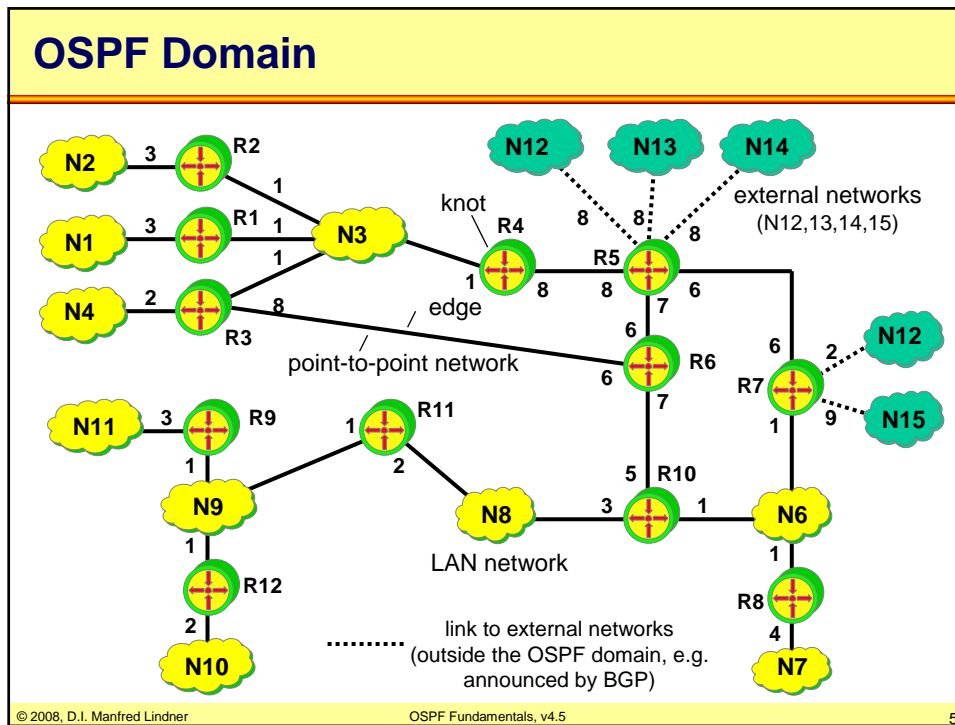 OSPF Domain
N12
N13
N14
N2
3
R2
1
8
8
8
external networks
(N12,13,14,15)
knot
R4
N1
3
R1
1
N3
1
1
8
R5
8
6
7
N4
2
R3
8
edge
point-to-point network
6
6
R6
7
6
2
N12
R7
9
N15
1
N11
3
R9
1
R11
1
2
N9
N8
5
R10
3
1
N6
LAN network
1
R12
2
N10
1
R8
4
N7
link to external networks
(outside the OSPF domain, e.g.
announced by BGP)
© 2008, D.I. Manfred Lindner
OSPF Fundamentals, v4.5
5